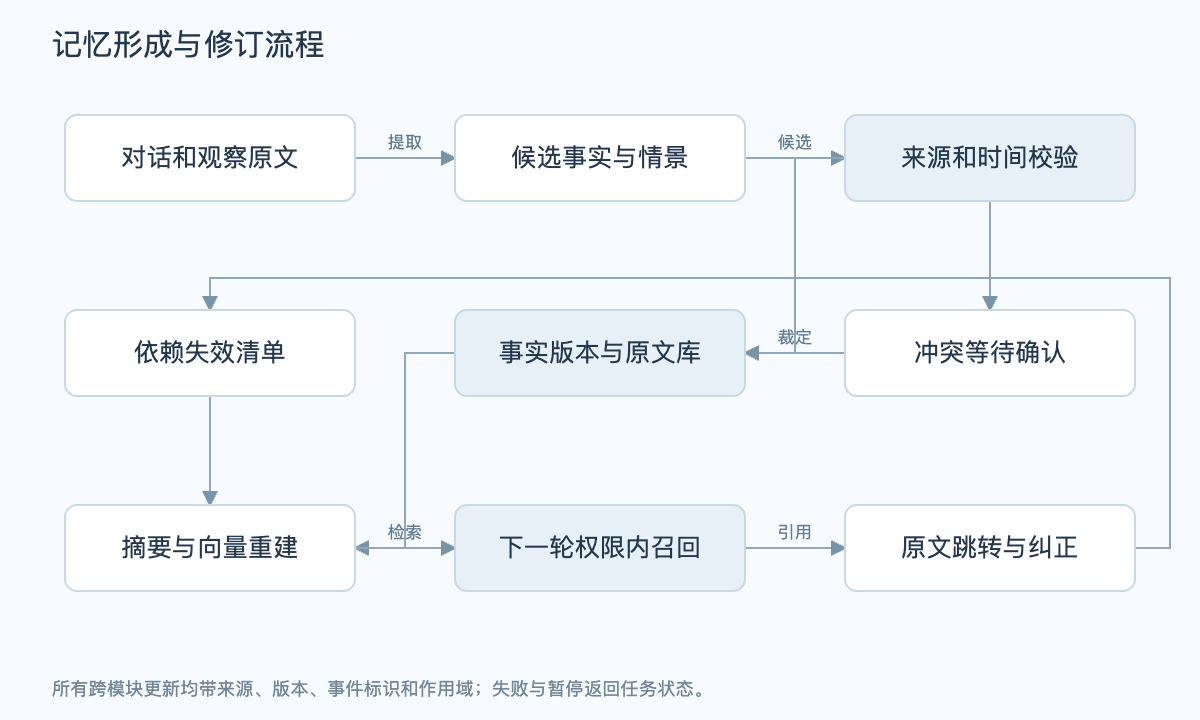 记忆形成与修订流程
对话和观察原文
提取
候选事实与情景
候选
来源和时间校验
依赖失效清单
事实版本与原文库
裁定
冲突等待确认
摘要与向量重建
检索
下一轮权限内召回
引用
原文跳转与纠正
所有跨模块更新均带来源、版本、事件标识和作用域；失败与暂停返回任务状态。